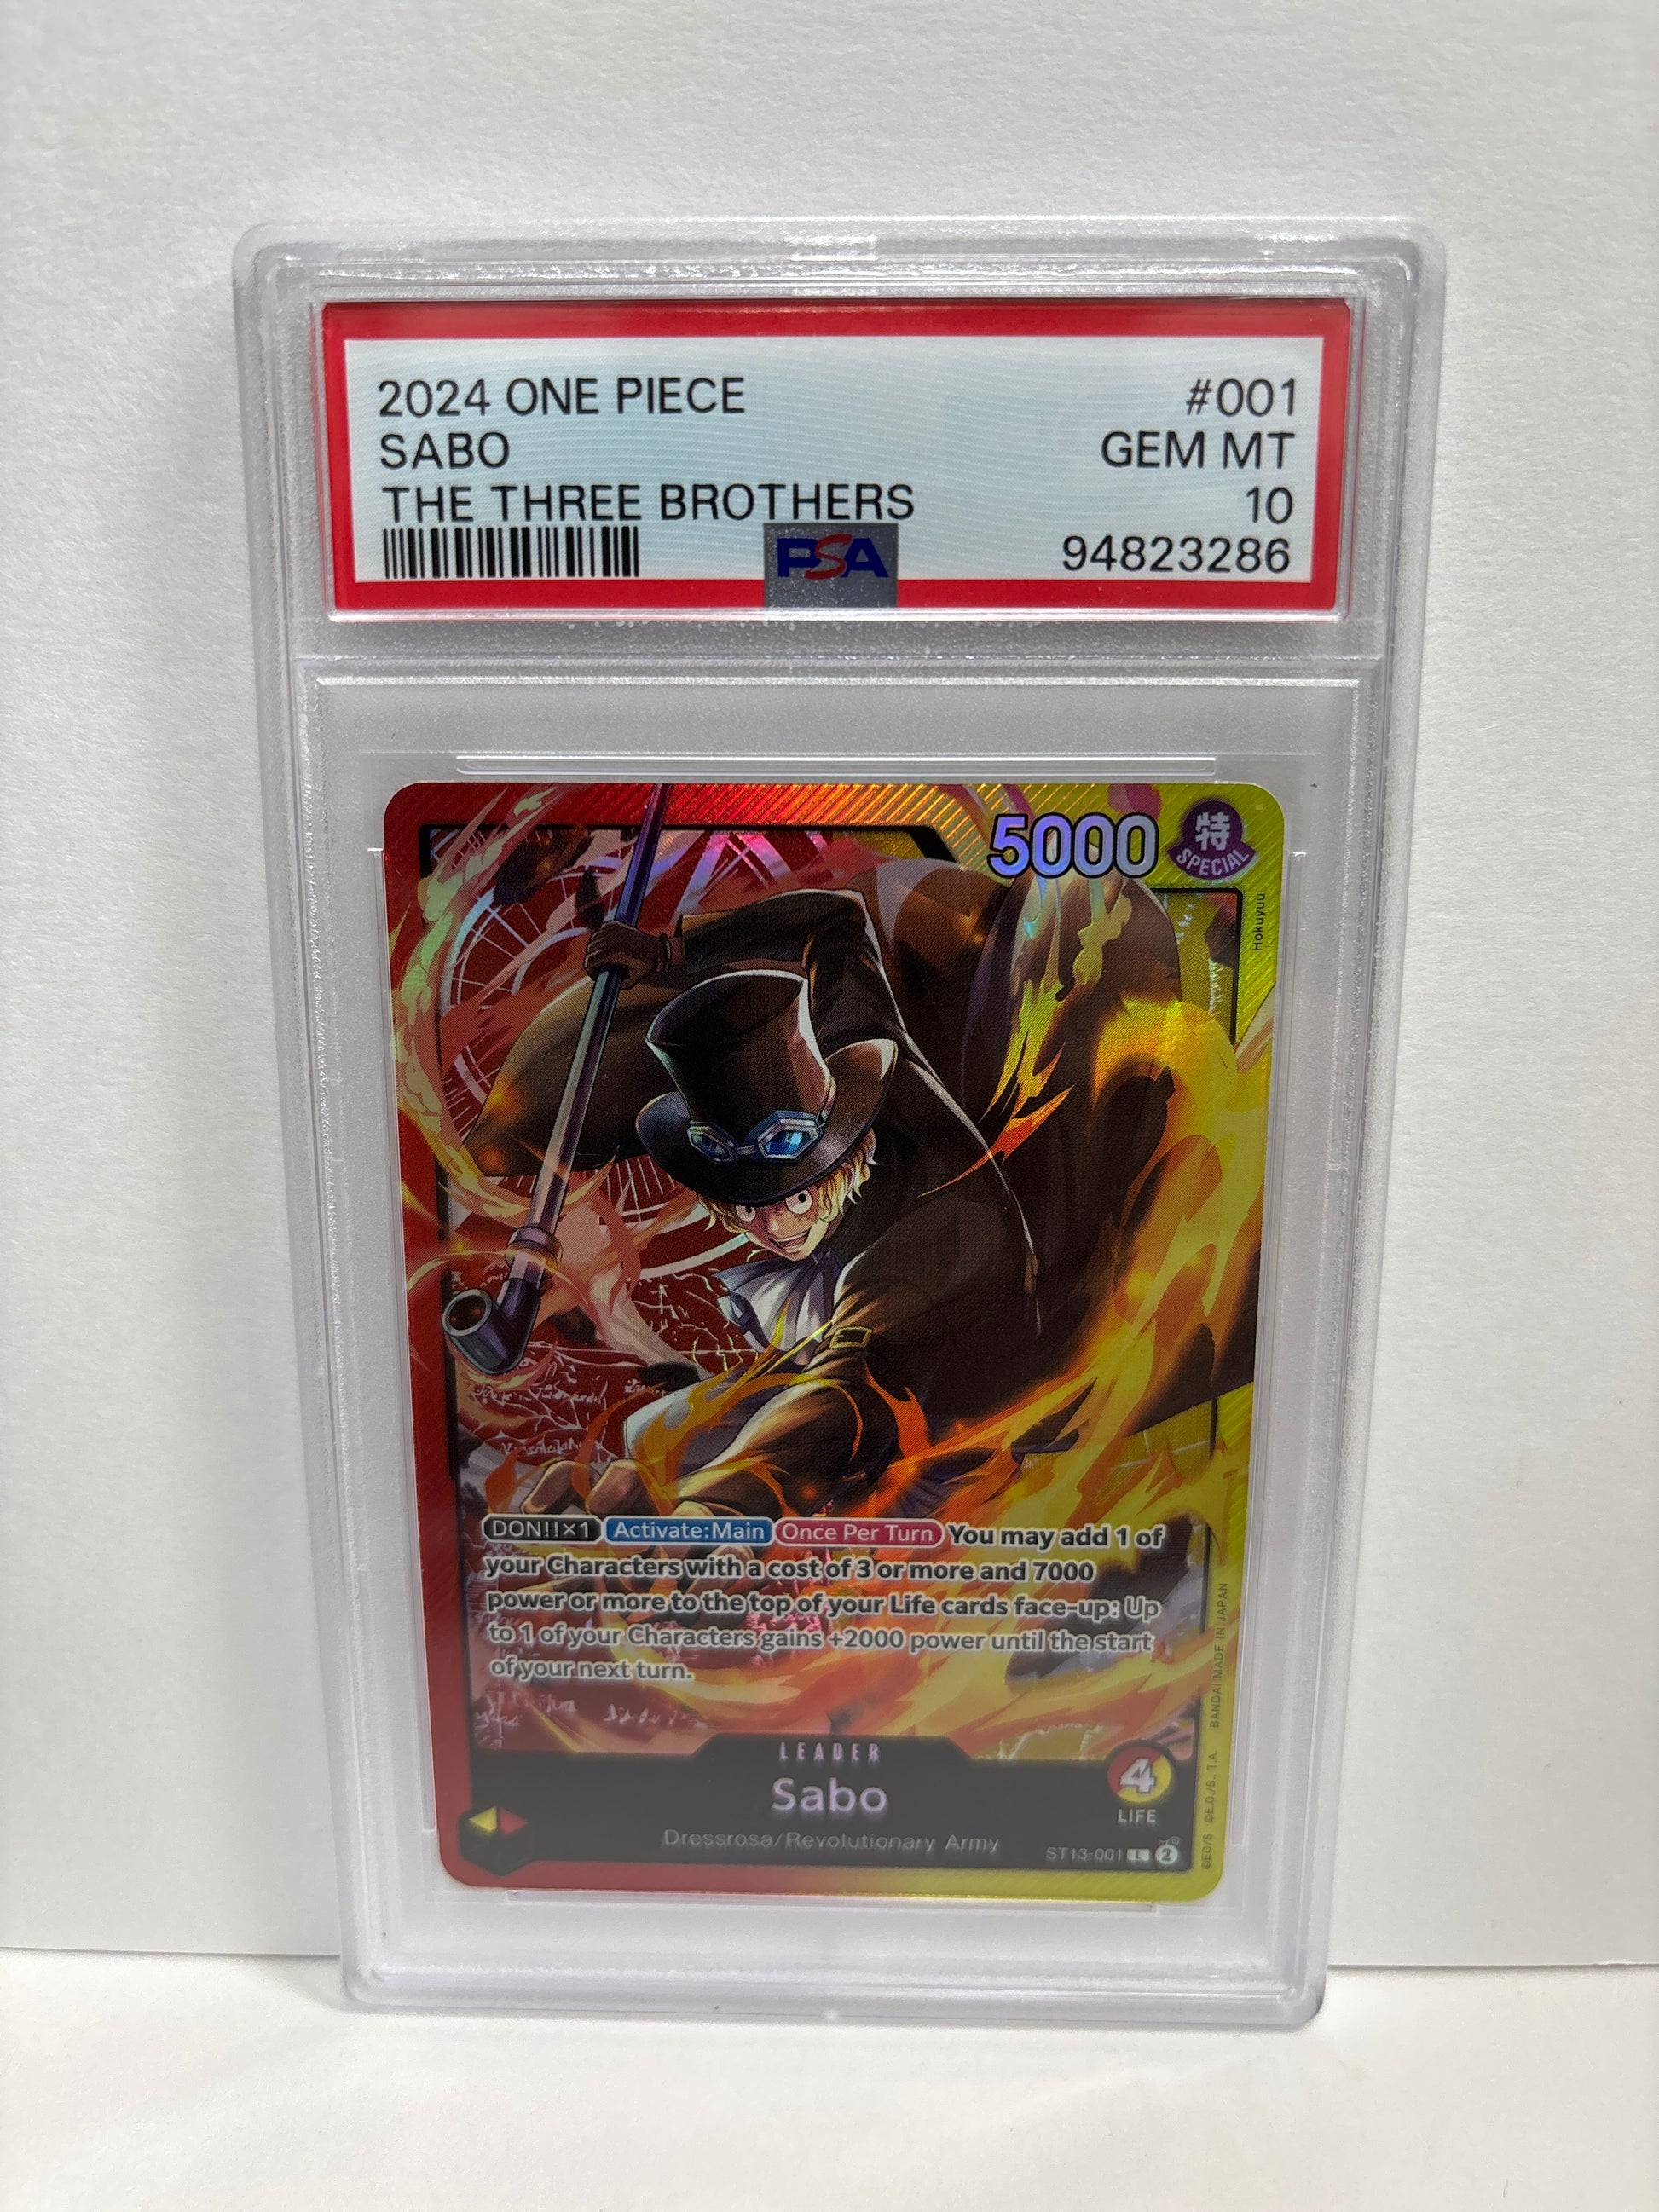 2024 ONE PIECE #001
SABO GEM MT
THE THREE BROTHERS 10
PSA 94823286
5000 特
SPECIAL
Hokuyuu
DON!!×1 Activate:Main Once Per Turn You may add 1 of
your Characters with a cost of 3 or more and 7000
power or more to the top of your Life cards face-up: Up
to 1 of your Characters gains +2000 power until the start
of your next turn.
LEADER
Sabo
4
LIFE
Dressrosa/Revolutionary Army
ST13-001 L 2
©E.O/S ©E.O./S., T.A BANDAI MADE IN JAPAN